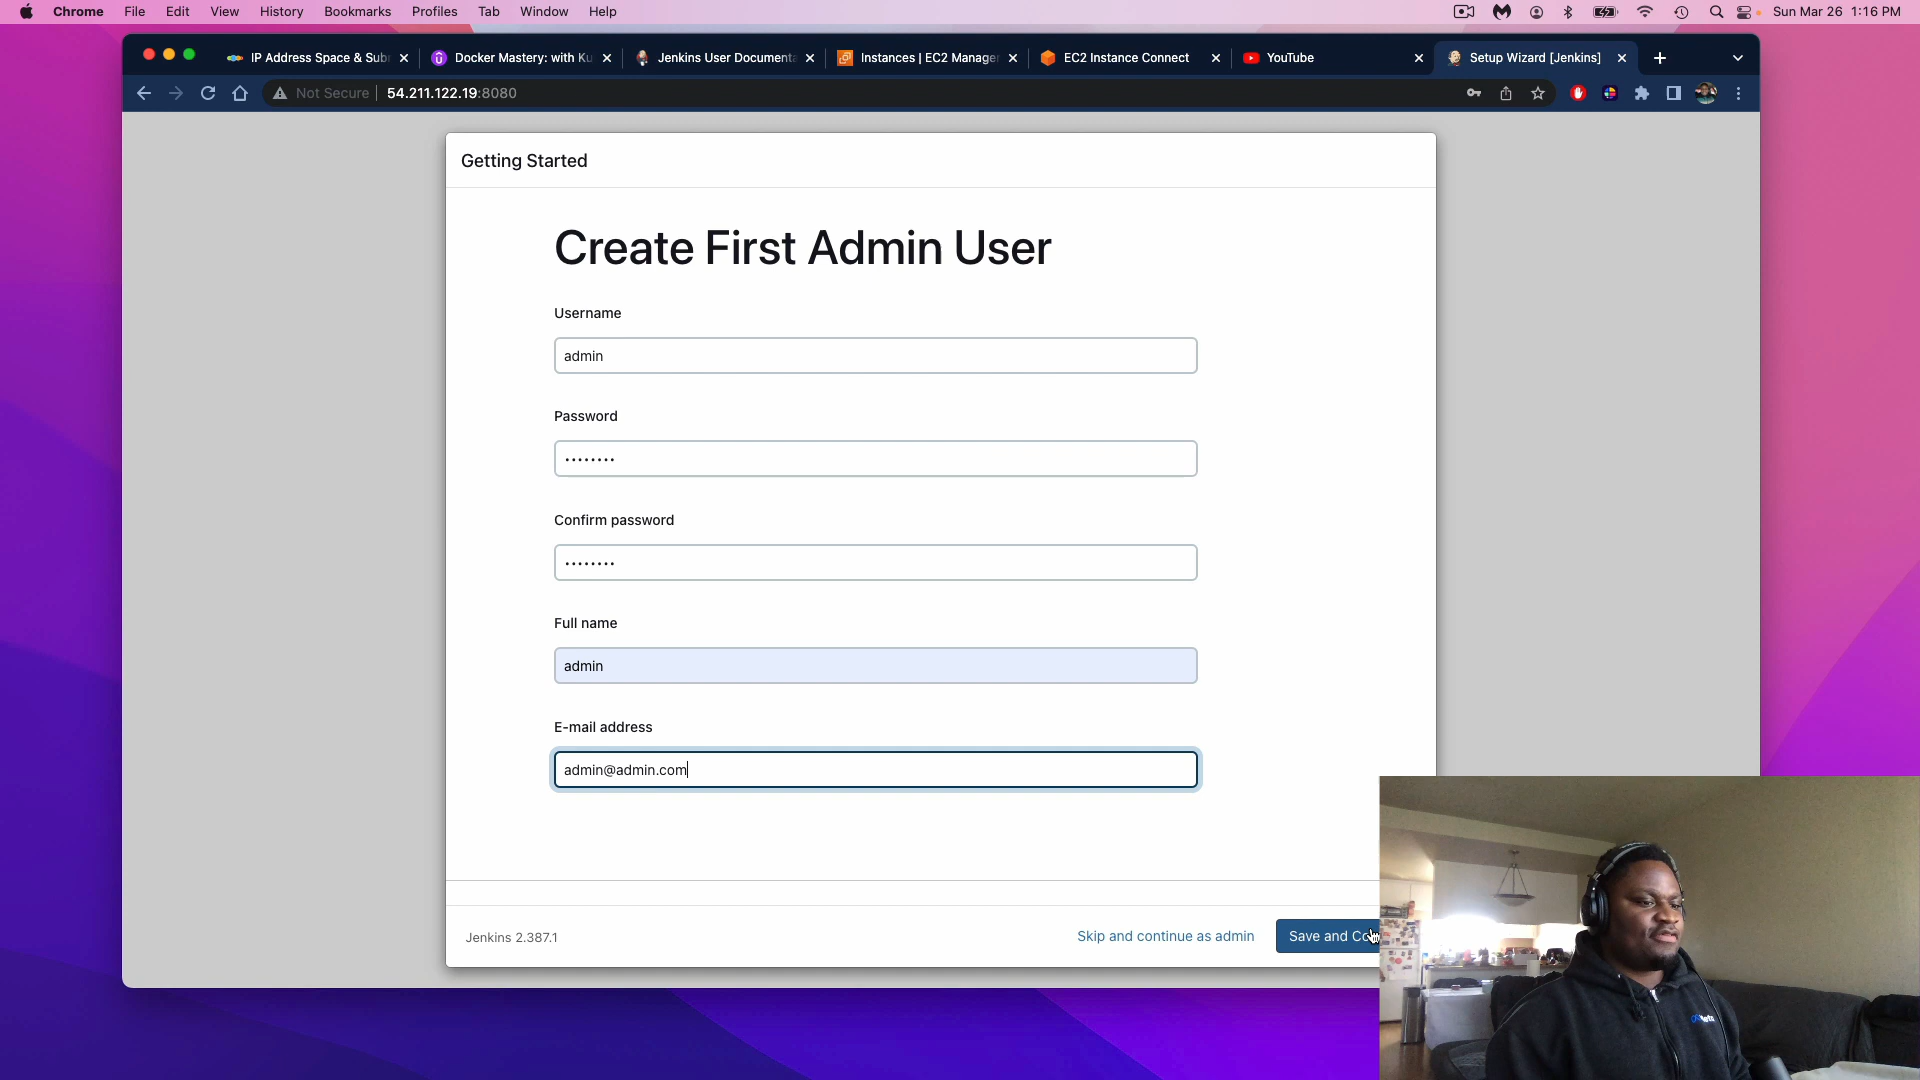 Chrome File Edit View History Bookmarks Profiles Tab Window Help Sun Mar 26 1:16 PM
IP Address Space & Subn Docker Mastery: with Ku Jenkins User Documenta Instances | EC2 Manager EC2 Instance Connect YouTube Setup Wizard [Jenkins]
Not Secure 54.211.122.19:8080
Getting Started
Create First Admin User
Username
admin
Password
••••••••
Confirm password
••••••••
Full name
admin
E-mail address
admin@admin.com
Jenkins 2.387.1 Skip and continue as admin Save and Co